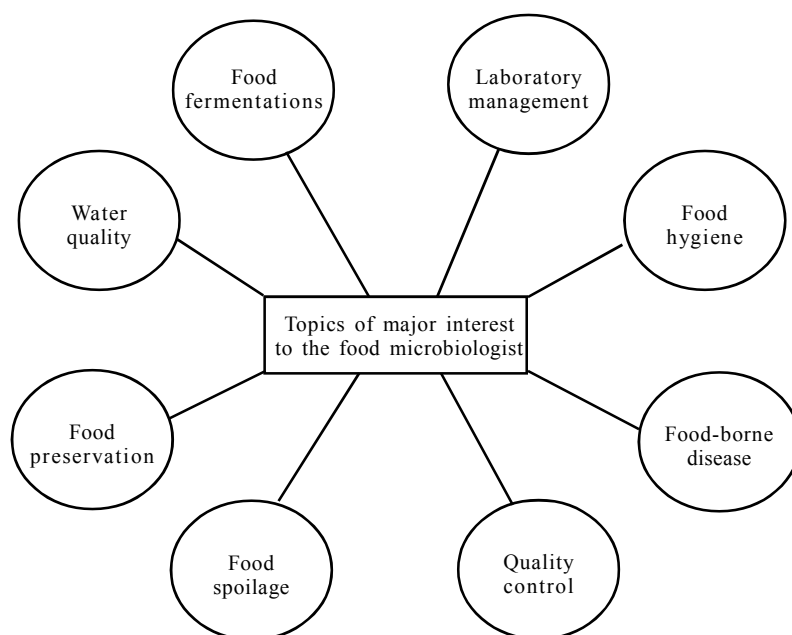 Food
fermentations
Laboratory
management
Water
quality
Food
hygiene
Topics of major interest
to the food microbiologist
Food
preservation
Food-borne
disease
Food
spoilage
Quality
control